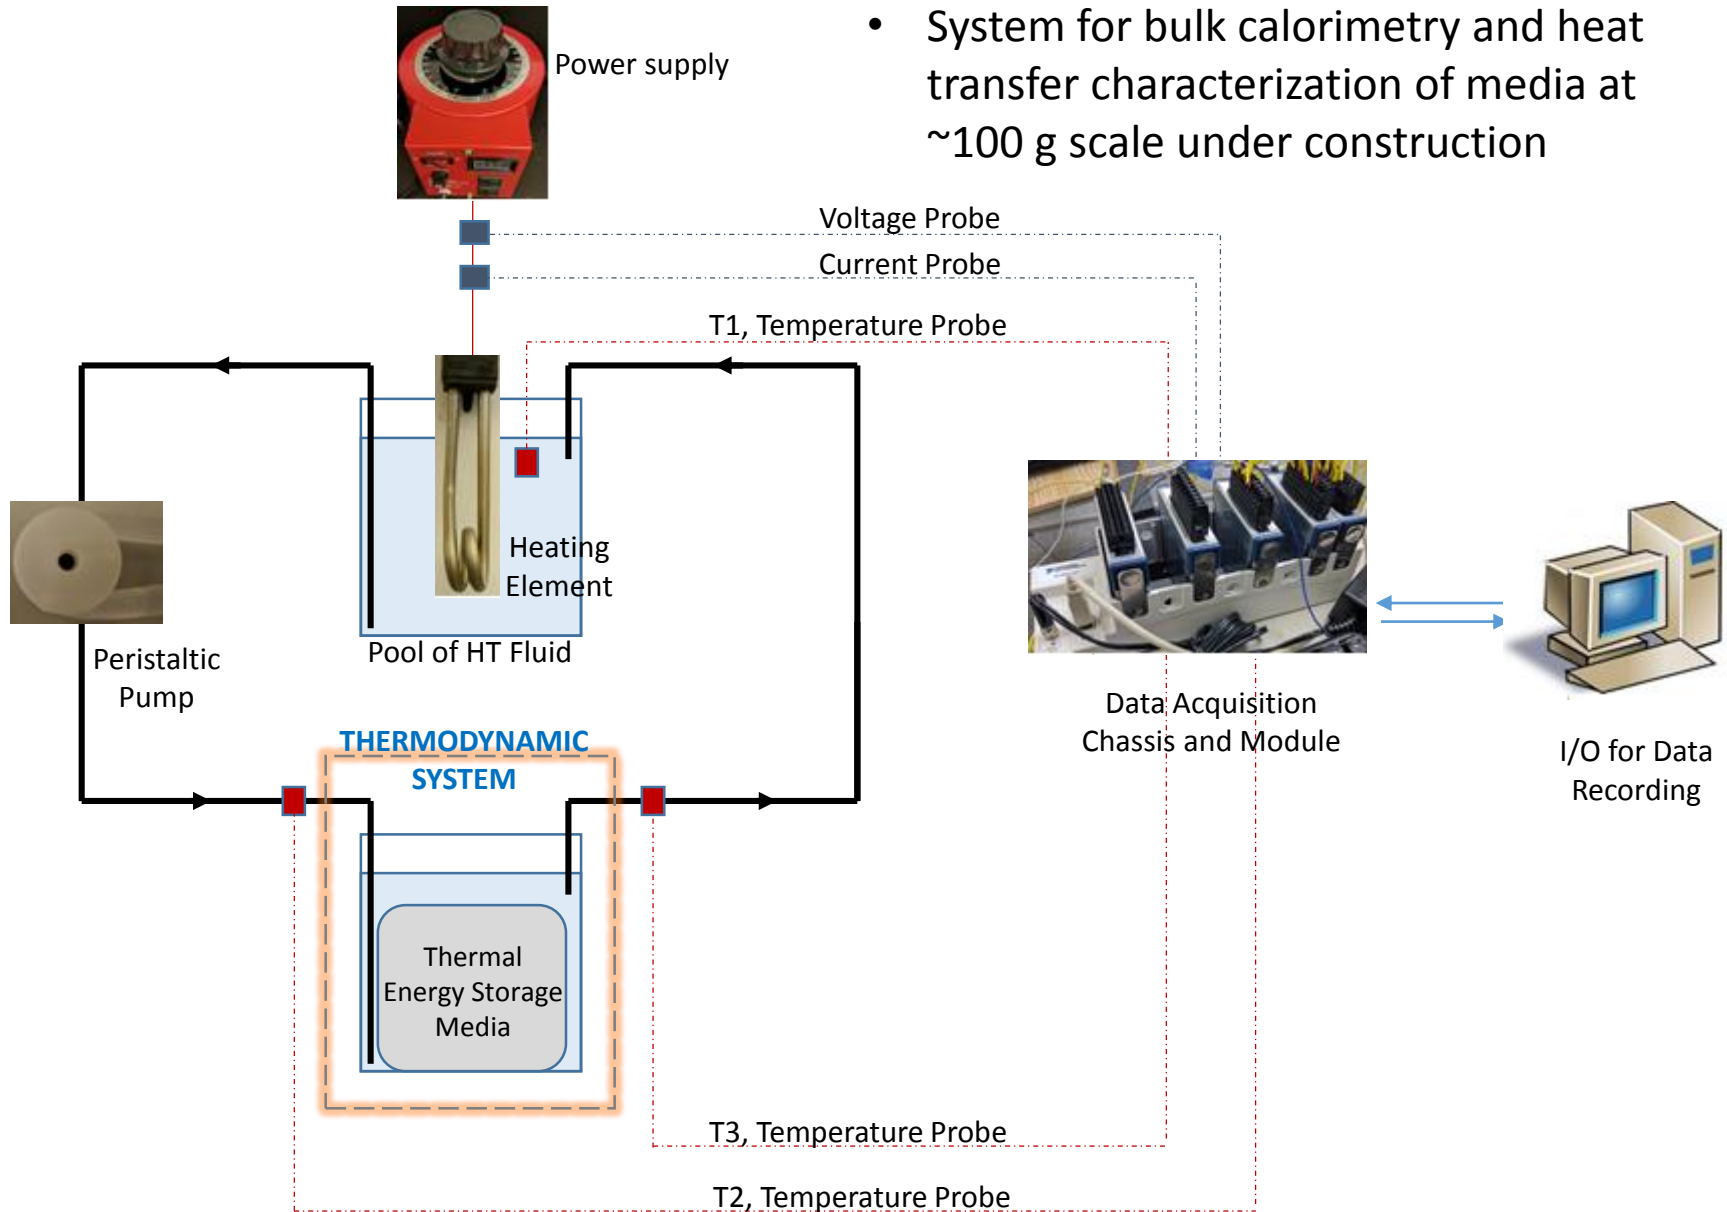 • System for bulk calorimetry and heat
transfer characterization of media at
~100 g scale under construction
Power supply
Voltage Probe
Current Probe
T1, Temperature Probe
Heating
Element
Pool of HT Fluid
Peristaltic
Pump
THERMODYNAMIC
SYSTEM
Thermal
Energy Storage
Media
Data Acquisition
Chassis and Module
I/O for Data
Recording
T3, Temperature Probe
T2, Temperature Probe